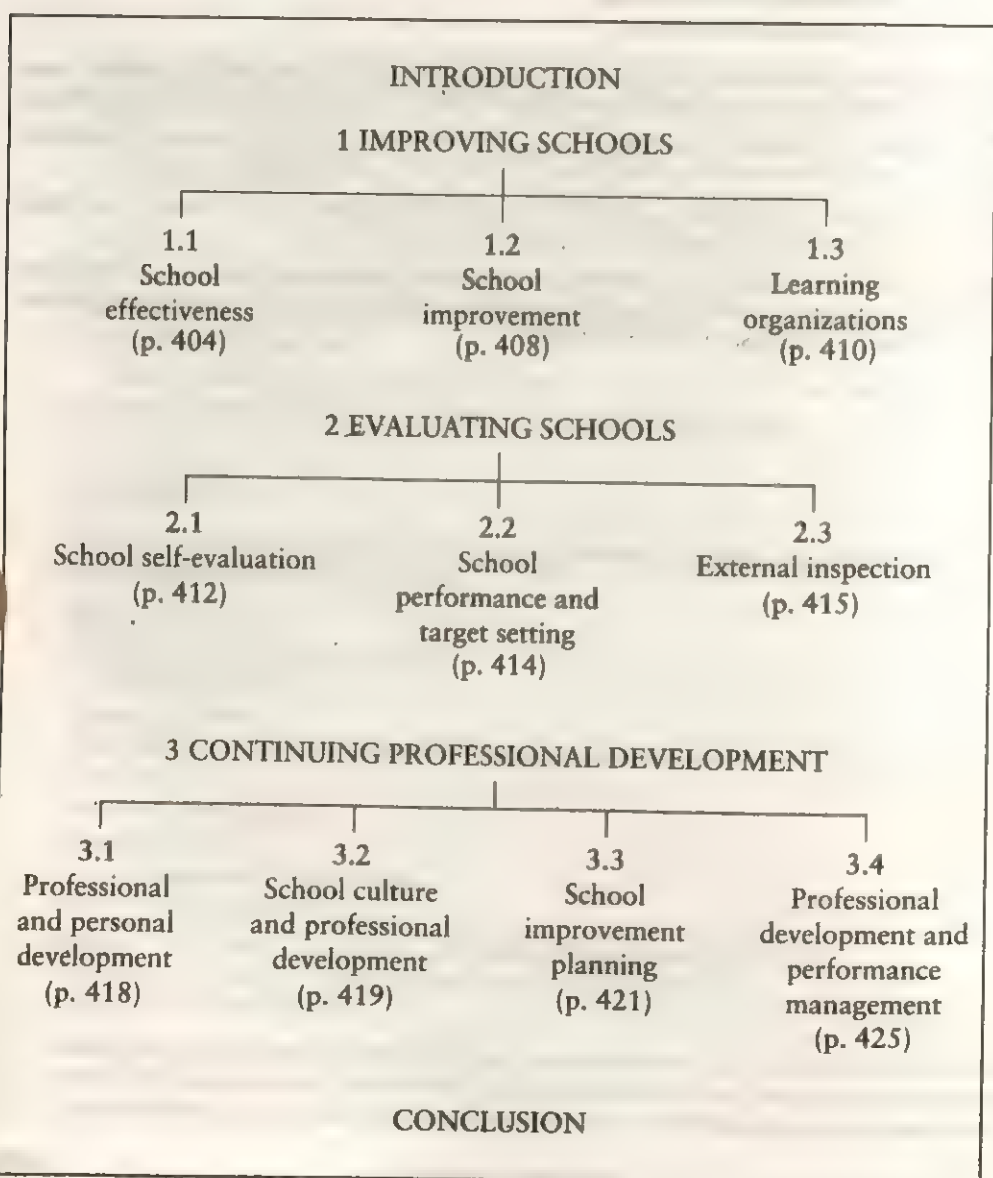 INTRODUCTION
1 IMPROVING SCHOOLS
1.1
School
effectiveness
(p. 404)
1.2
School
improvement
(p. 408)
1.3
Learning
organizations
(p. 410)
2 EVALUATING SCHOOLS
2.1
School self-evaluation
(p. 412)
2.2
School
performance and
target setting
(p. 414)
2.3
External inspection
(p. 415)
3 CONTINUING PROFESSIONAL DEVELOPMENT
3.1
Professional
and personal
development
(p. 418)
3.2
School culture
and professional
development
(p. 419)
3.3
School
improvement
planning
(p. 421)
3.4
Professional
development and
performance
management
(p. 425)
CONCLUSION